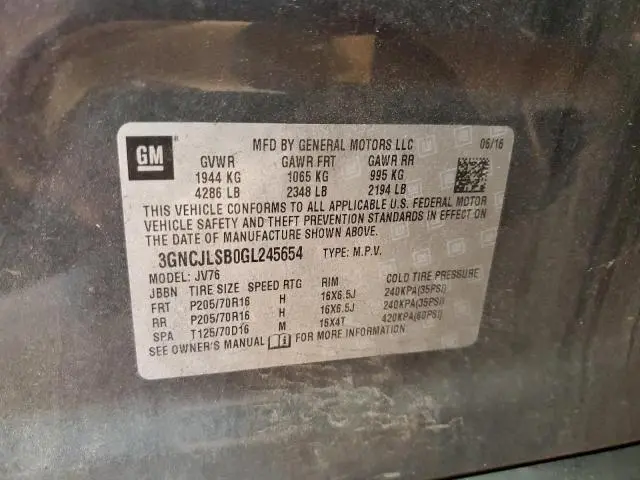 GM
MFD BY GENERAL MOTORS LLC 06/16
GVWR GAWR FRT GAWR RR
1944 KG 1065 KG 995 KG
4286 LB 2348 LB 2194 LB
THIS VEHICLE CONFORMS TO ALL APPLICABLE U.S. FEDERAL MOTOR
VEHICLE SAFETY AND THEFT PREVENTION STANDARDS IN EFFECT ON
THE DATE OF MANUFACTURE SHOWN ABOVE.
3GNCJLSB0GL245654 TYPE: M.P.V.
MODEL: JV76
JBBN TIRE SIZE SPEED RTG RIM COLD TIRE PRESSURE
FRT P205/70R16 H 16X6.5J 240KPA(35PSI)
RR P205/70R16 H 16X6.5J 240KPA(35PSI)
SPA T125/70D16 M 16X4T 420KPA(60PSI)
SEE OWNER'S MANUAL FOR MORE INFORMATION